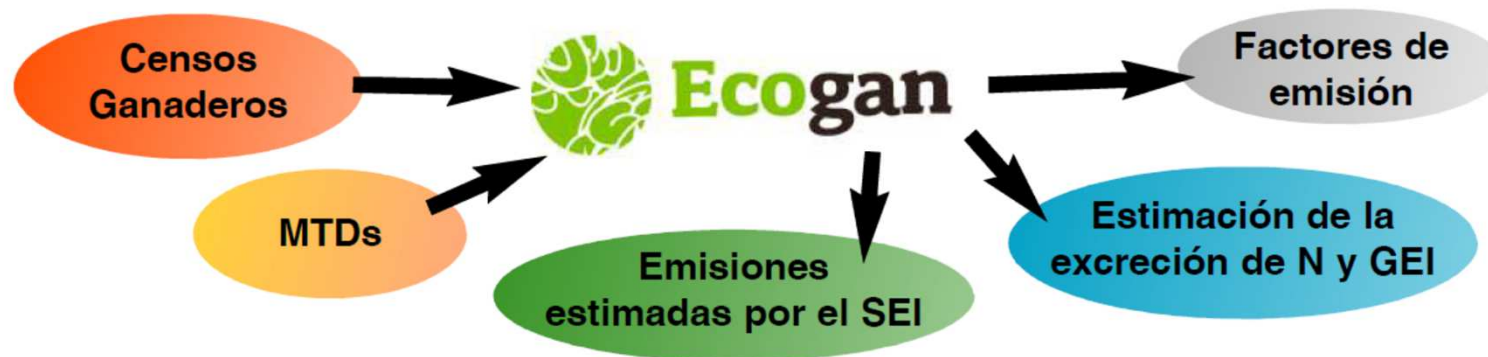 Censos
Ganaderos
MTDs
Ecogan
Emisiones
estimadas por el SEI
Factores de
emisión
Estimación de la
excreción de N y GEI